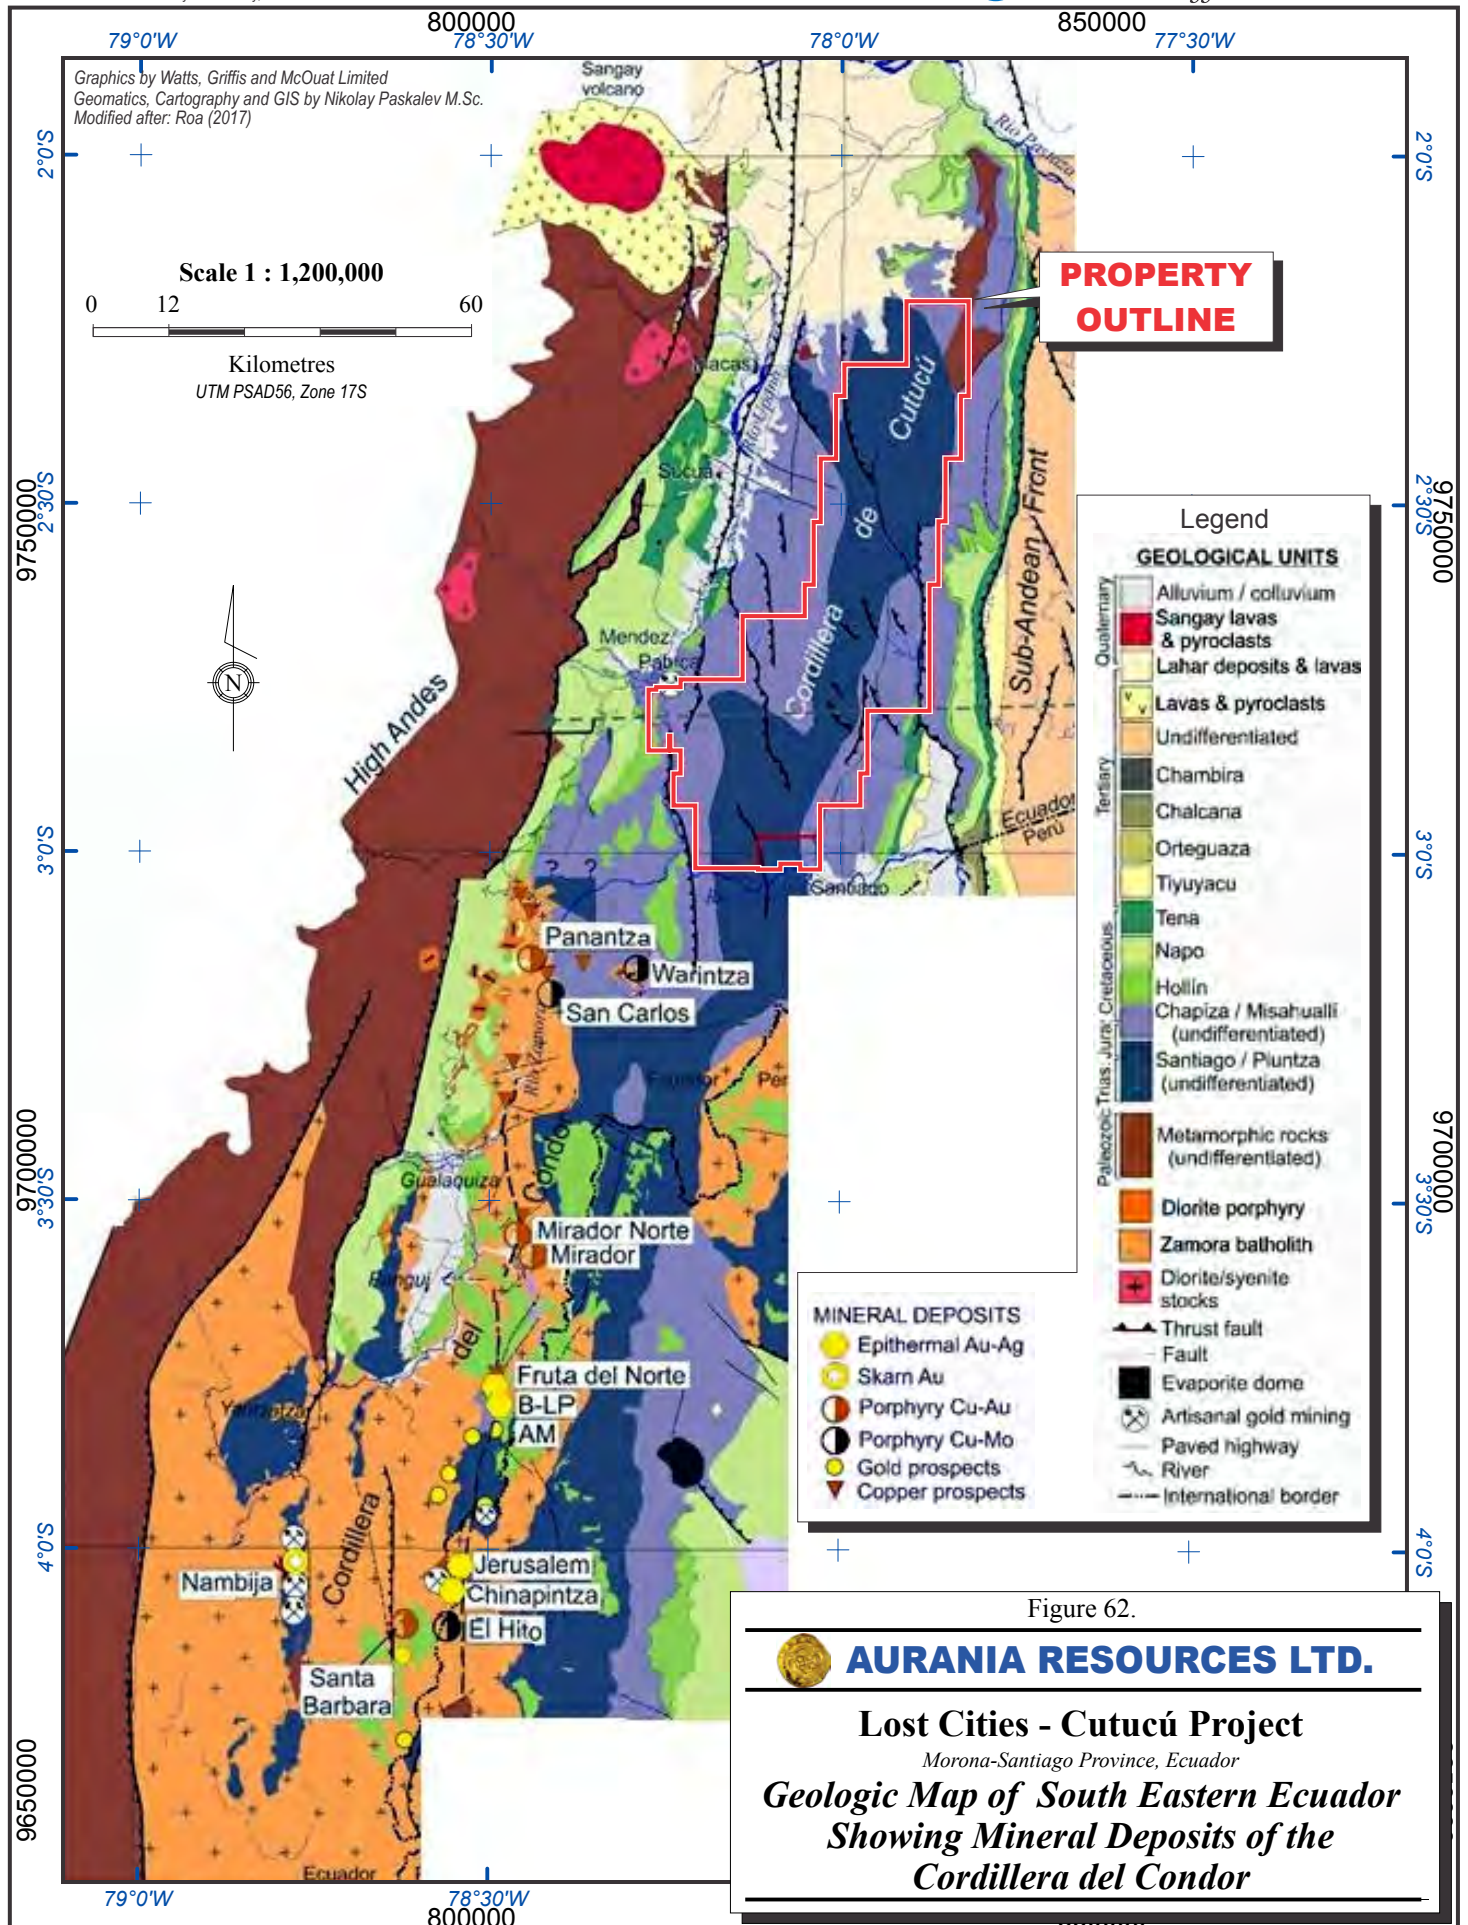 800000
850000
79°0'W
78°30'W
78°0'W
77°30'W
Graphics by Watts, Griffis and McOuat Limited
Geomatics, Cartography and GIS by Nikolay Paskalev M.Sc.
Modified after: Roa (2017)
Sangay
volcano
Río Pastaza
2°0'S
2°0'S
Scale 1 : 1,200,000
0 12 60
Kilometres
UTM PSAD56, Zone 17S
PROPERTY
OUTLINE
Macas
Río Upano
Sucua
Cordillera de Cutucú
Sub-Andean Front
9750000
2°30'S
2°30'S
9750000
N
High Andes
Mendez
Ecuador
Perú
3°0'S
3°0'S
Santiago
? ?
Panantza
Warintza
San Carlos
Río Zamora
9700000
3°30'S
3°30'S
9700000
Gualaquiza
Mirador Norte
Mirador
Cordillera del Condor
Fruta del Norte
B-LP
AM
4°0'S
4°0'S
Jerusalem
Nambija
Chinapintza
El Hito
Santa
Barbara
9650000
Ecuador
79°0'W
78°30'W
800000
Legend
GEOLOGICAL UNITS
Quaternary
Tertiary
Cretaceous
Jura.
Trias.
Paleozoic
Alluvium / colluvium
Sangay lavas
& pyroclasts
Lahar deposits & lavas
Lavas & pyroclasts
Undifferentiated
Chambira
Chalcana
Orteguaza
Tiyuyacu
Tena
Napo
Hollín
Chapiza / Misahuallí
(undifferentiated)
Santiago / Piuntza
(undifferentiated)
Metamorphic rocks
(undifferentiated)
Diorite porphyry
Zamora batholith
Diorite/syenite
stocks
Thrust fault
Fault
Evaporite dome
Artisanal gold mining
Paved highway
River
International border
MINERAL DEPOSITS
Epithermal Au-Ag
Skarn Au
Porphyry Cu-Au
Porphyry Cu-Mo
Gold prospects
Copper prospects
Figure 62.
AURANIA RESOURCES LTD.
Lost Cities - Cutucú Project
Morona-Santiago Province, Ecuador
Geologic Map of South Eastern Ecuador
Showing Mineral Deposits of the
Cordillera del Condor